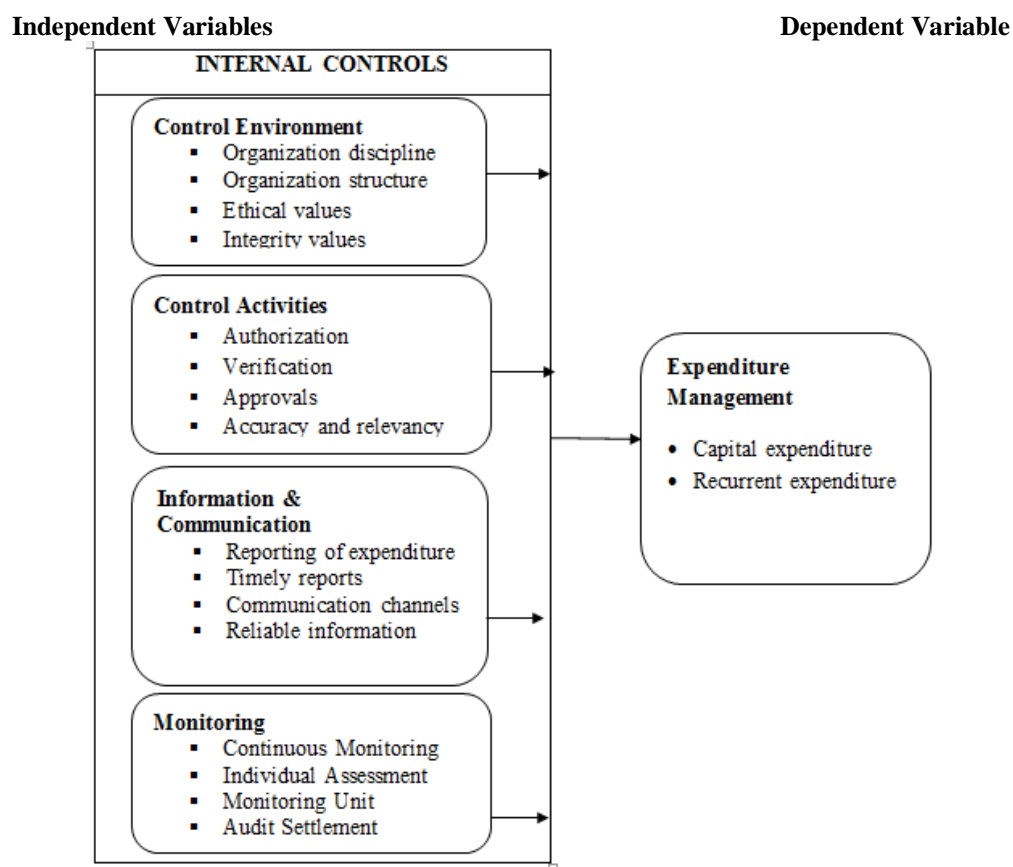 Independent Variables
Dependent Variable
INTERNAL CONTROLS
Control Environment
▪ Organization discipline
▪ Organization structure
▪ Ethical values
▪ Integrity values
Control Activities
▪ Authorization
▪ Verification
▪ Approvals
▪ Accuracy and relevancy
Information &
Communication
▪ Reporting of expenditure
▪ Timely reports
▪ Communication channels
▪ Reliable information
Monitoring
▪ Continuous Monitoring
▪ Individual Assessment
▪ Monitoring Unit
▪ Audit Settlement
Expenditure
Management
• Capital expenditure
• Recurrent expenditure